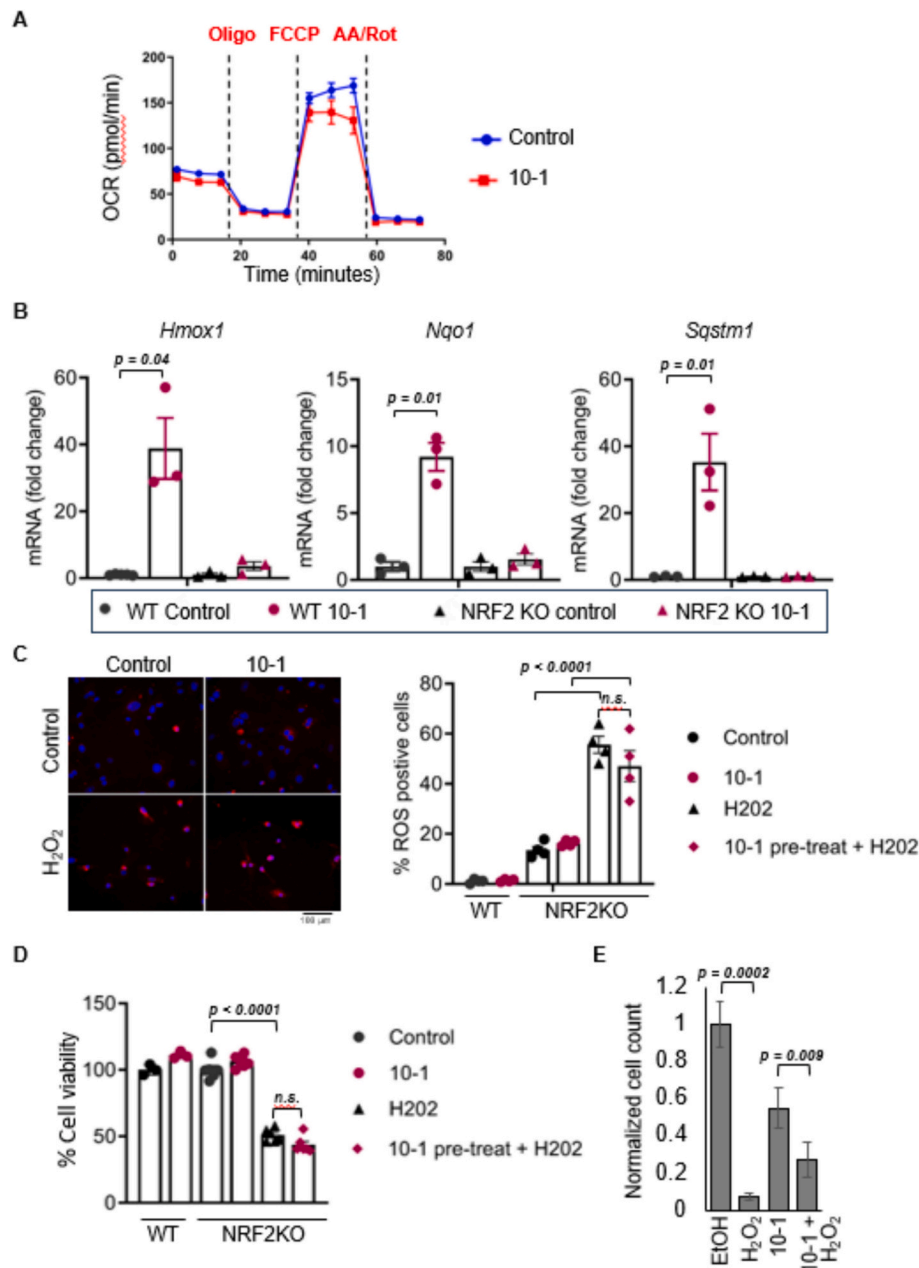 A
Oligo FCCP AA/Rot
200
150
100
50
0
OCR (pmol/min)
0 20 40 60 80
Time (minutes)
Control
10-1
B
Hmox1 Nqo1 Sqstm1
p = 0.04
60
40
20
0
mRNA (fold change)
p = 0.01
15
10
5
0
mRNA (fold change)
p = 0.01
60
40
20
0
mRNA (fold change)
WT Control WT 10-1 NRF2 KO control NRF2 KO 10-1
C
Control 10-1
Control
H₂O₂
100 µm
p < 0.0001
n.s.
80
60
40
20
0
% ROS postive cells
WT NRF2KO
Control
10-1
H202
10-1 pre-treat + H202
D
p < 0.0001
n.s.
150
100
50
0
% Cell viability
WT NRF2KO
Control
10-1
H202
10-1 pre-treat + H202
E
p = 0.0002
p = 0.009
1.2
1
0.8
0.6
0.4
0.2
0
Normalized cell count
EtOH
H₂O₂
10-1
10-1 +
H₂O₂